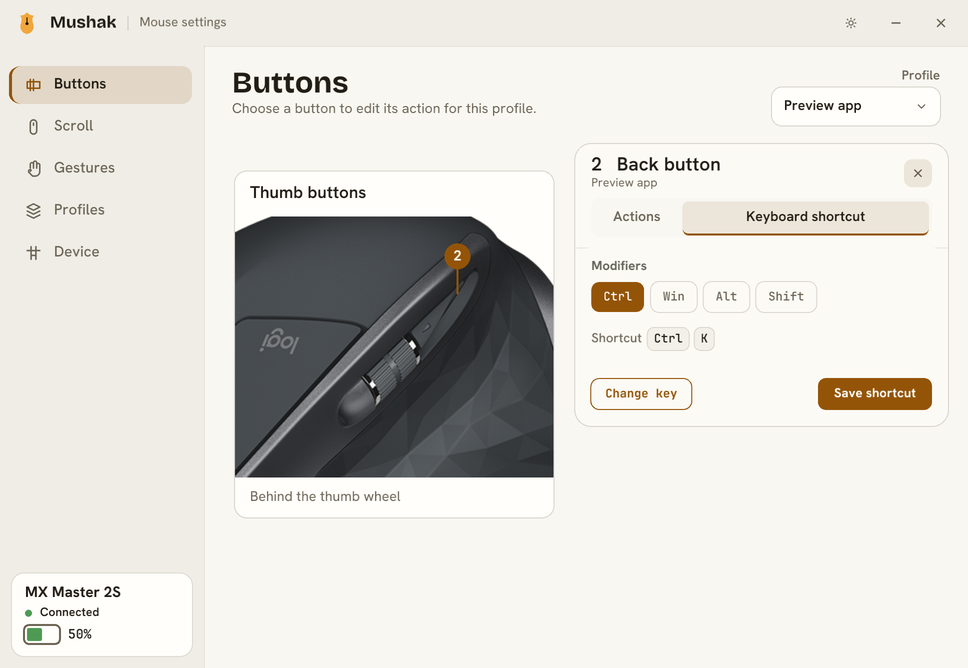 Mushak
Mouse settings
Buttons
Scroll
Gestures
Profiles
Device
MX Master 2S
Connected
50%
Buttons
Choose a button to edit its action for this profile.
Profile
Preview app
Thumb buttons
2
logi
Behind the thumb wheel
2 Back button
Preview app
Actions Keyboard shortcut
Modifiers
Ctrl Win Alt Shift
Shortcut Ctrl K
Change key Save shortcut